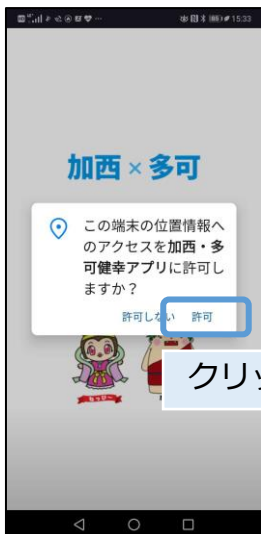 15:33
加西×多可
この端末の位置情報へ
のアクセスを加西・多
可健幸アプリに許可し
ますか？
許可しない 許可
クリッ